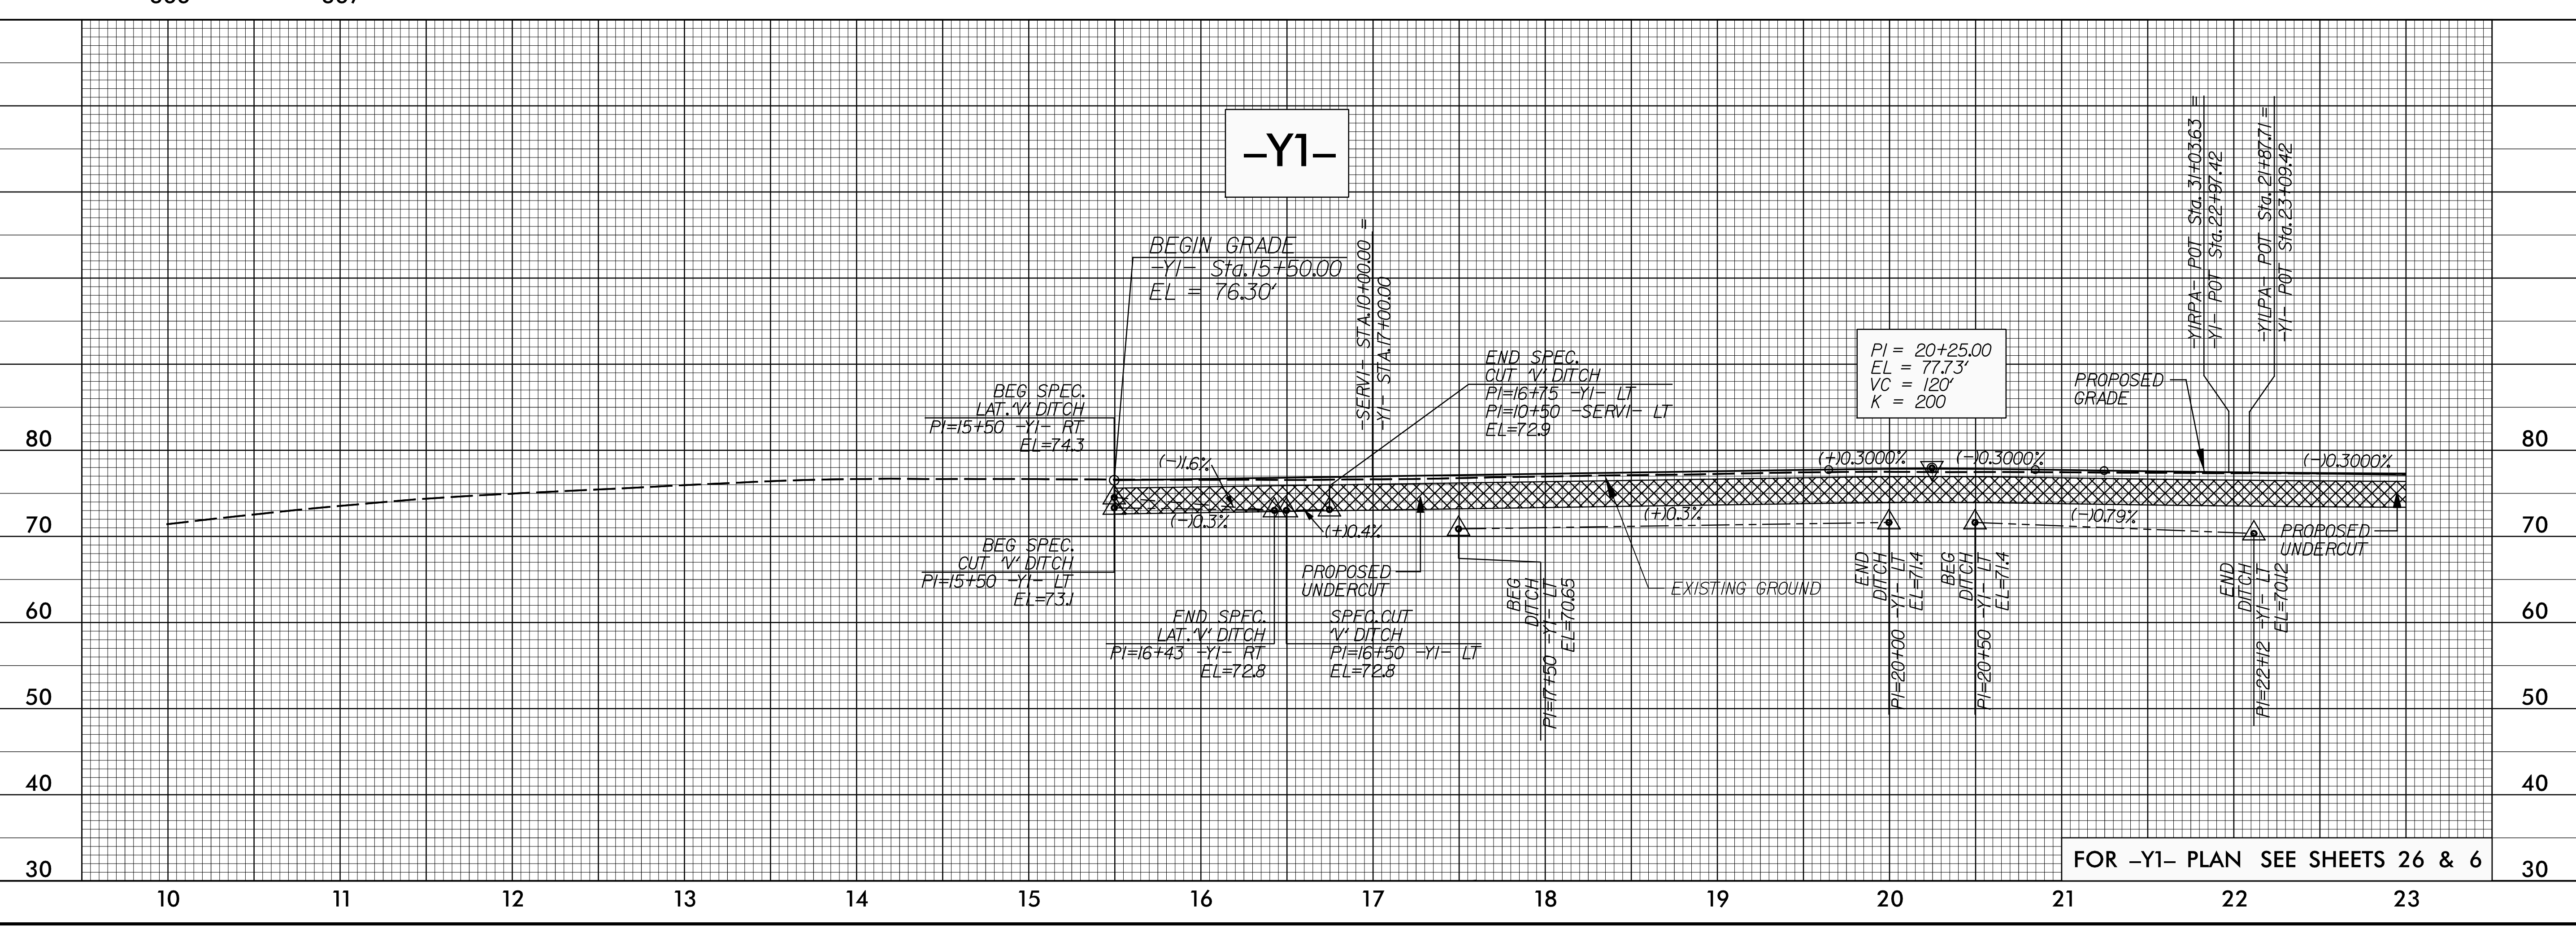 -Y1-
BEGIN GRADE
-Y1- Sta.15+50.00
EL = 76.30'
-SERV1- STA.10+00.00 =
-Y1- STA.17+00.00
-Y1RPA- POT Sta.31+03.63 =
-Y1- POT Sta.22+97.42
-Y1LPA- POT Sta.21+87.71 =
-Y1- POT Sta.23+09.42
BEG SPEC.
LAT. 'V' DITCH
PI=15+50 -Y1- RT
EL=74.3
END SPEC.
CUT 'V' DITCH
PI=16+75 -Y1- LT
PI=10+50 -SERV1- LT
EL=72.9
PI = 20+25.00
EL = 77.73'
VC = 120'
K = 200
PROPOSED
GRADE
80
80
(-)1.6%
(+)0.3000%
(-)0.3000%
(-)0.3000%
70
70
(-)0.3%
(+)0.4%
(+)0.3%
(-)0.79%
PROPOSED
UNDERCUT
BEG SPEC.
CUT 'V' DITCH
PI=15+50 -Y1- LT
EL=73.1
PROPOSED
UNDERCUT
EXISTING GROUND
BEG
DITCH
PI=17+50 -Y1- LT
EL=70.65
END
DITCH
PI=20+00 -Y1- LT
EL=71.4
BEG
DITCH
PI=20+50 -Y1- LT
EL=71.4
END
DITCH
PI=22+12 -Y1- LT
EL=70.12
60
60
END SPEC.
LAT. 'V' DITCH
PI=16+43 -Y1- RT
EL=72.8
SPEC. CUT
'V' DITCH
PI=16+50 -Y1- LT
EL=72.8
50
50
40
40
30
30
FOR -Y1- PLAN SEE SHEETS 26 & 6
10 11 12 13 14 15 16 17 18 19 20 21 22 23